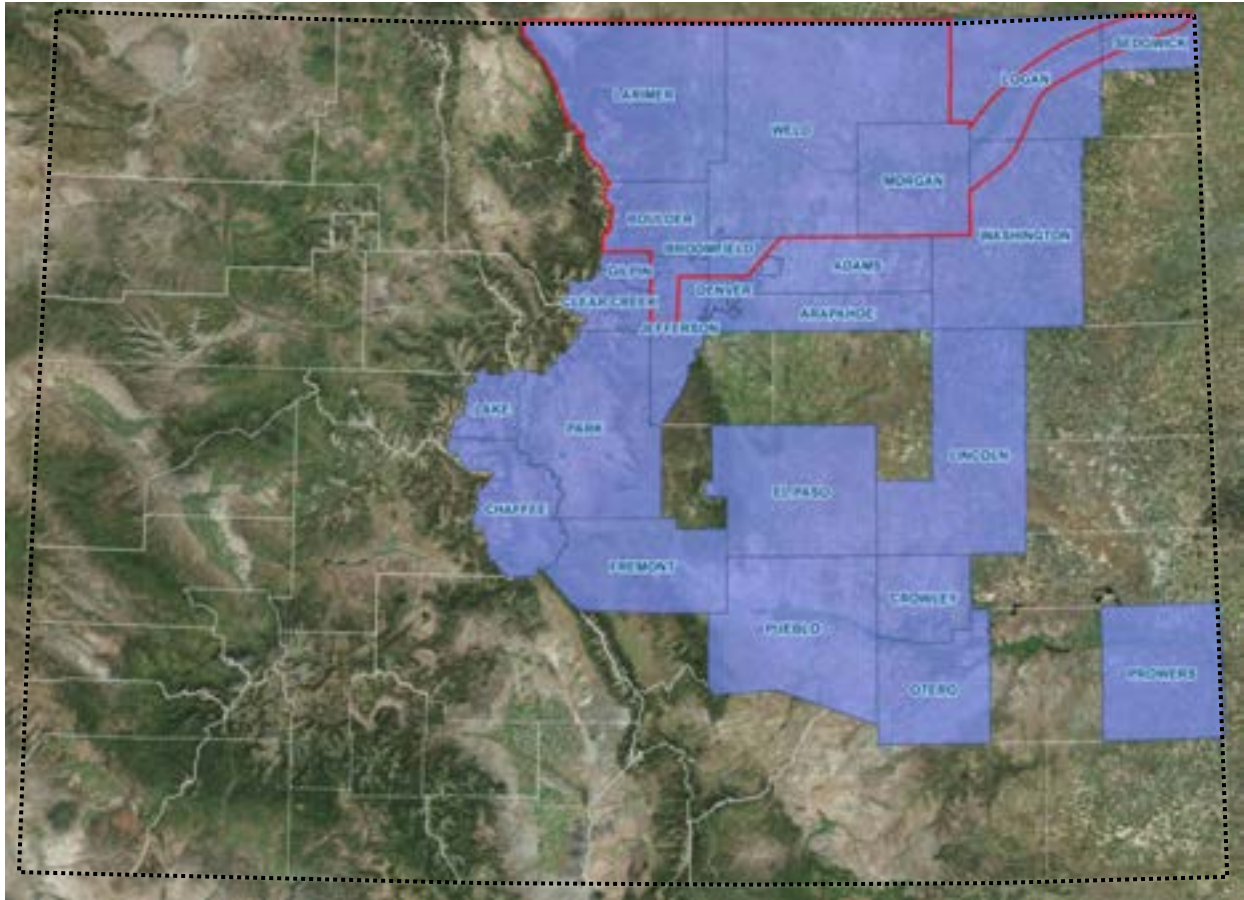 SEDGWICK
LOGAN
LARIMER
WELD
MORGAN
BOULDER
WASHINGTON
BROOMFIELD
ADAMS
GILPIN
DENVER
CLEAR CREEK
ARAPAHOE
JEFFERSON
LAKE
PARK
LINCOLN
EL PASO
CHAFFEE
FREMONT
CROWLEY
PUEBLO
PROWERS
OTERO